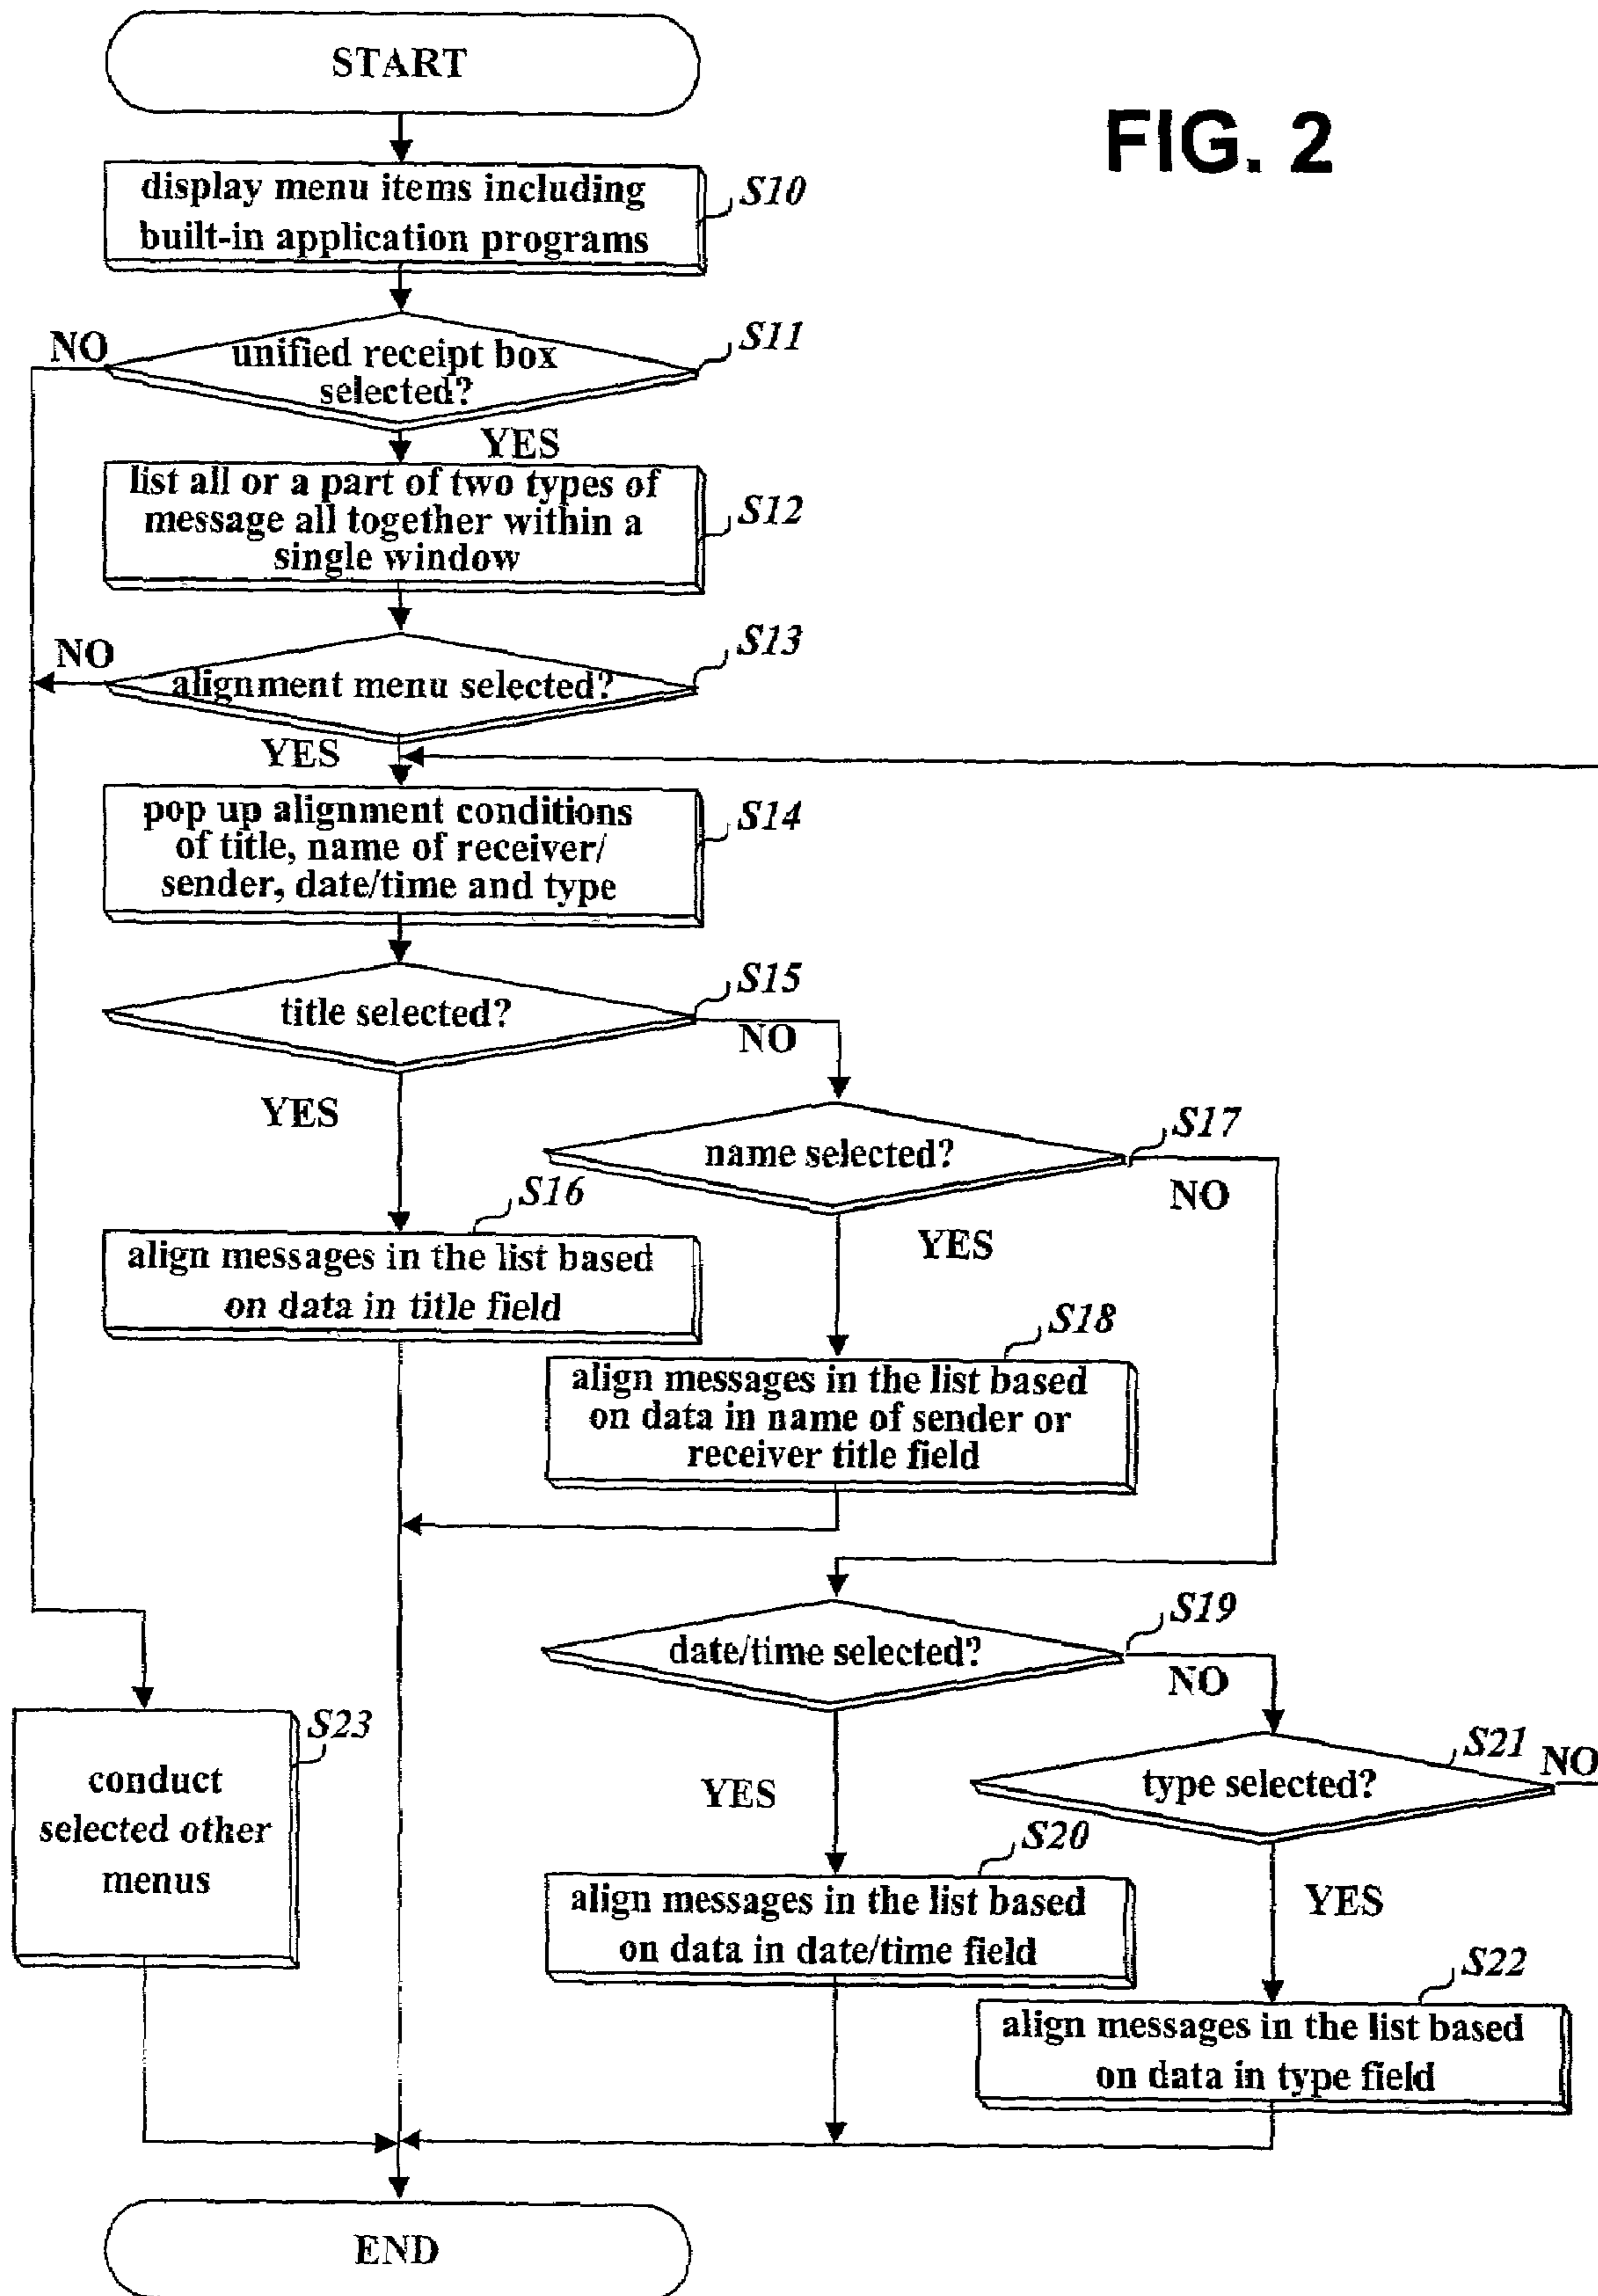 START
FIG. 2
display menu items including
built-in application programs
S10
NO
unified receipt box
selected?
S11
YES
list all or a part of two types of
message all together within a
single window
S12
NO
alignment menu selected?
S13
YES
pop up alignment conditions
of title, name of receiver/
sender, date/time and type
S14
title selected?
S15
NO
YES
name selected?
S17
NO
S16
align messages in the list based
on data in title field
YES
S18
align messages in the list based
on data in name of sender or
receiver title field
date/time selected?
S19
NO
S23
conduct
selected other
menus
YES
type selected?
S21
NO
S20
align messages in the list based
on data in date/time field
YES
S22
align messages in the list based
on data in type field
END